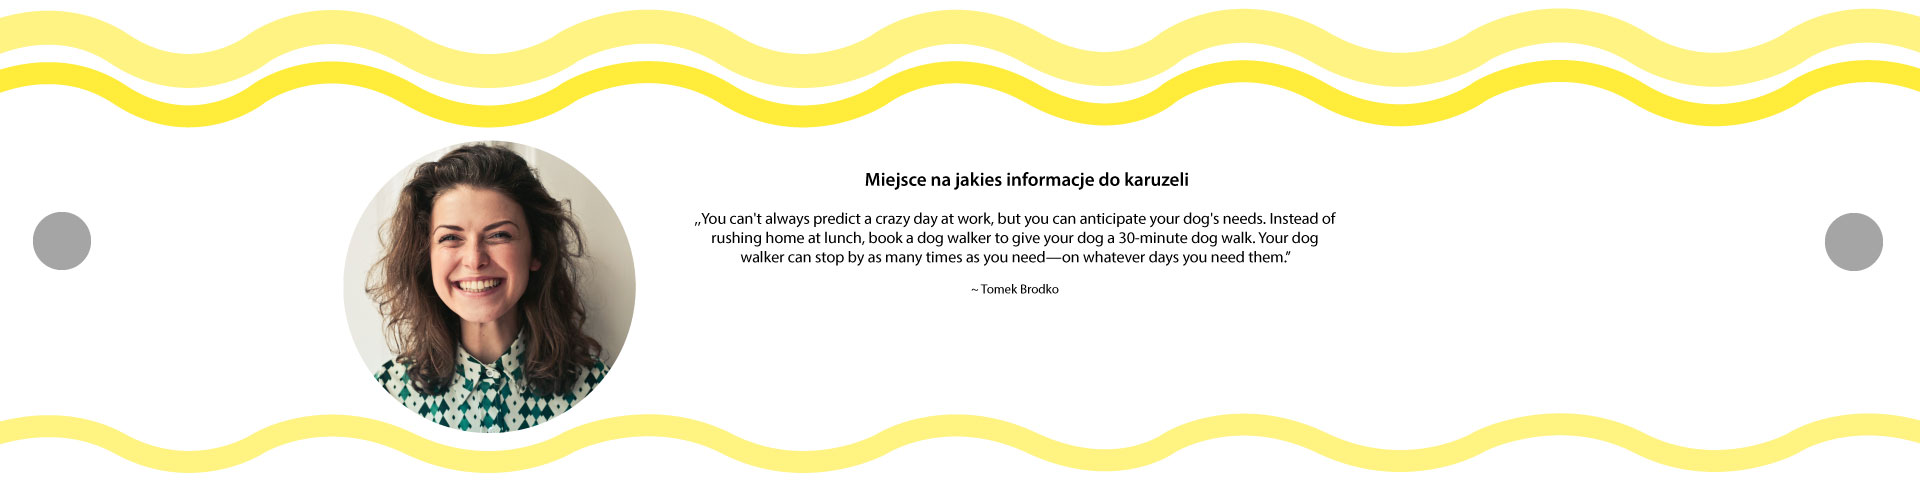 Miejsce na jakies informacje do karuzeli
,,You can't always predict a crazy day at work, but you can anticipate your dog's needs. Instead of
rushing home at lunch, book a dog walker to give your dog a 30-minute dog walk. Your dog
walker can stop by as many times as you need—on whatever days you need them.”
~ Tomek Brodko